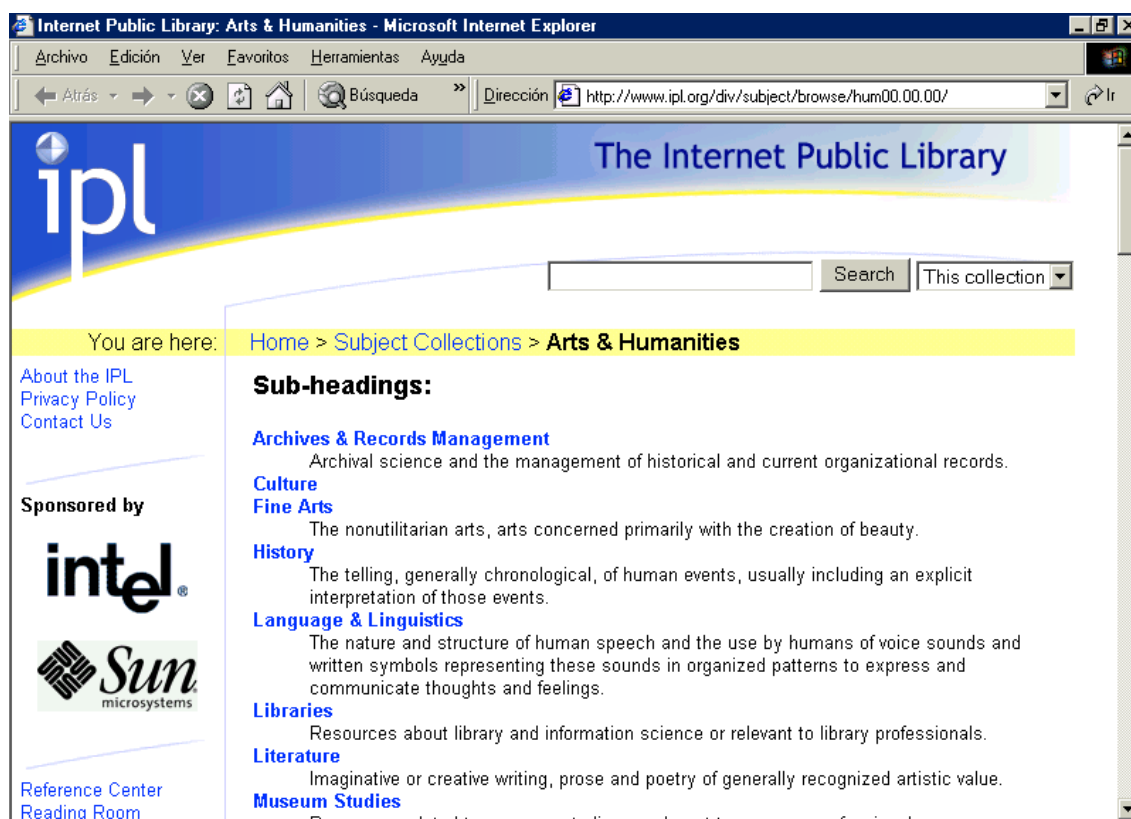 Internet Public Library: Arts & Humanities - Microsoft Internet Explorer
Archivo Edición Ver Favoritos Herramientas Ayuda
Atrás Búsqueda » Dirección http://www.ipl.org/div/subject/browse/hum00.00.00/ Ir
ipl
The Internet Public Library
Search This collection
You are here: Home > Subject Collections > Arts & Humanities
About the IPL
Privacy Policy
Contact Us
Sponsored by
intel®
Sun
microsystems
Reference Center
Reading Room
Sub-headings:
Archives & Records Management
Archival science and the management of historical and current organizational records.
Culture
Fine Arts
The nonutilitarian arts, arts concerned primarily with the creation of beauty.
History
The telling, generally chronological, of human events, usually including an explicit
interpretation of those events.
Language & Linguistics
The nature and structure of human speech and the use by humans of voice sounds and
written symbols representing these sounds in organized patterns to express and
communicate thoughts and feelings.
Libraries
Resources about library and information science or relevant to library professionals.
Literature
Imaginative or creative writing, prose and poetry of generally recognized artistic value.
Museum Studies